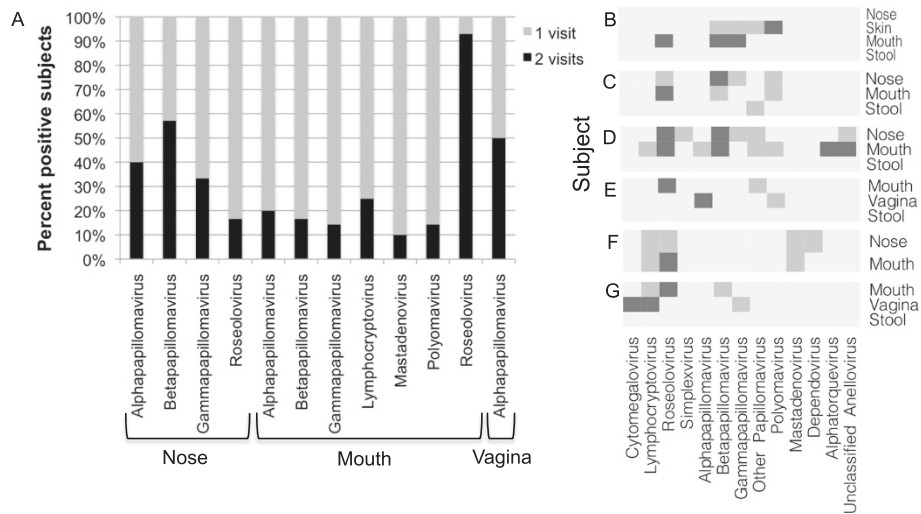 A
Percent positive subjects
100%
90%
80%
70%
60%
50%
40%
30%
20%
10%
0%
1 visit
2 visits
Alphapapillomavirus
Betapapillomavirus
Gammapapillomavirus
Roseolovirus
Alphapapillomavirus
Betapapillomavirus
Gammapapillomavirus
Lymphocryptovirus
Mastadenovirus
Polyomavirus
Roseolovirus
Alphapapillomavirus
Nose
Mouth
Vagina
Subject
B
Nose
Skin
Mouth
Stool
C
Nose
Mouth
Stool
D
Nose
Mouth
Stool
E
Mouth
Vagina
Stool
F
Nose
Mouth
G
Mouth
Vagina
Stool
Cytomegalovirus
Lymphocryptovirus
Roseolovirus
Simplexvirus
Alphapapillomavirus
Betapapillomavirus
Gammapapillomavirus
Other Papillomavirus
Polyomavirus
Mastadenovirus
Dependovirus
Alphatorquevirus
Unclassified Anellovirus